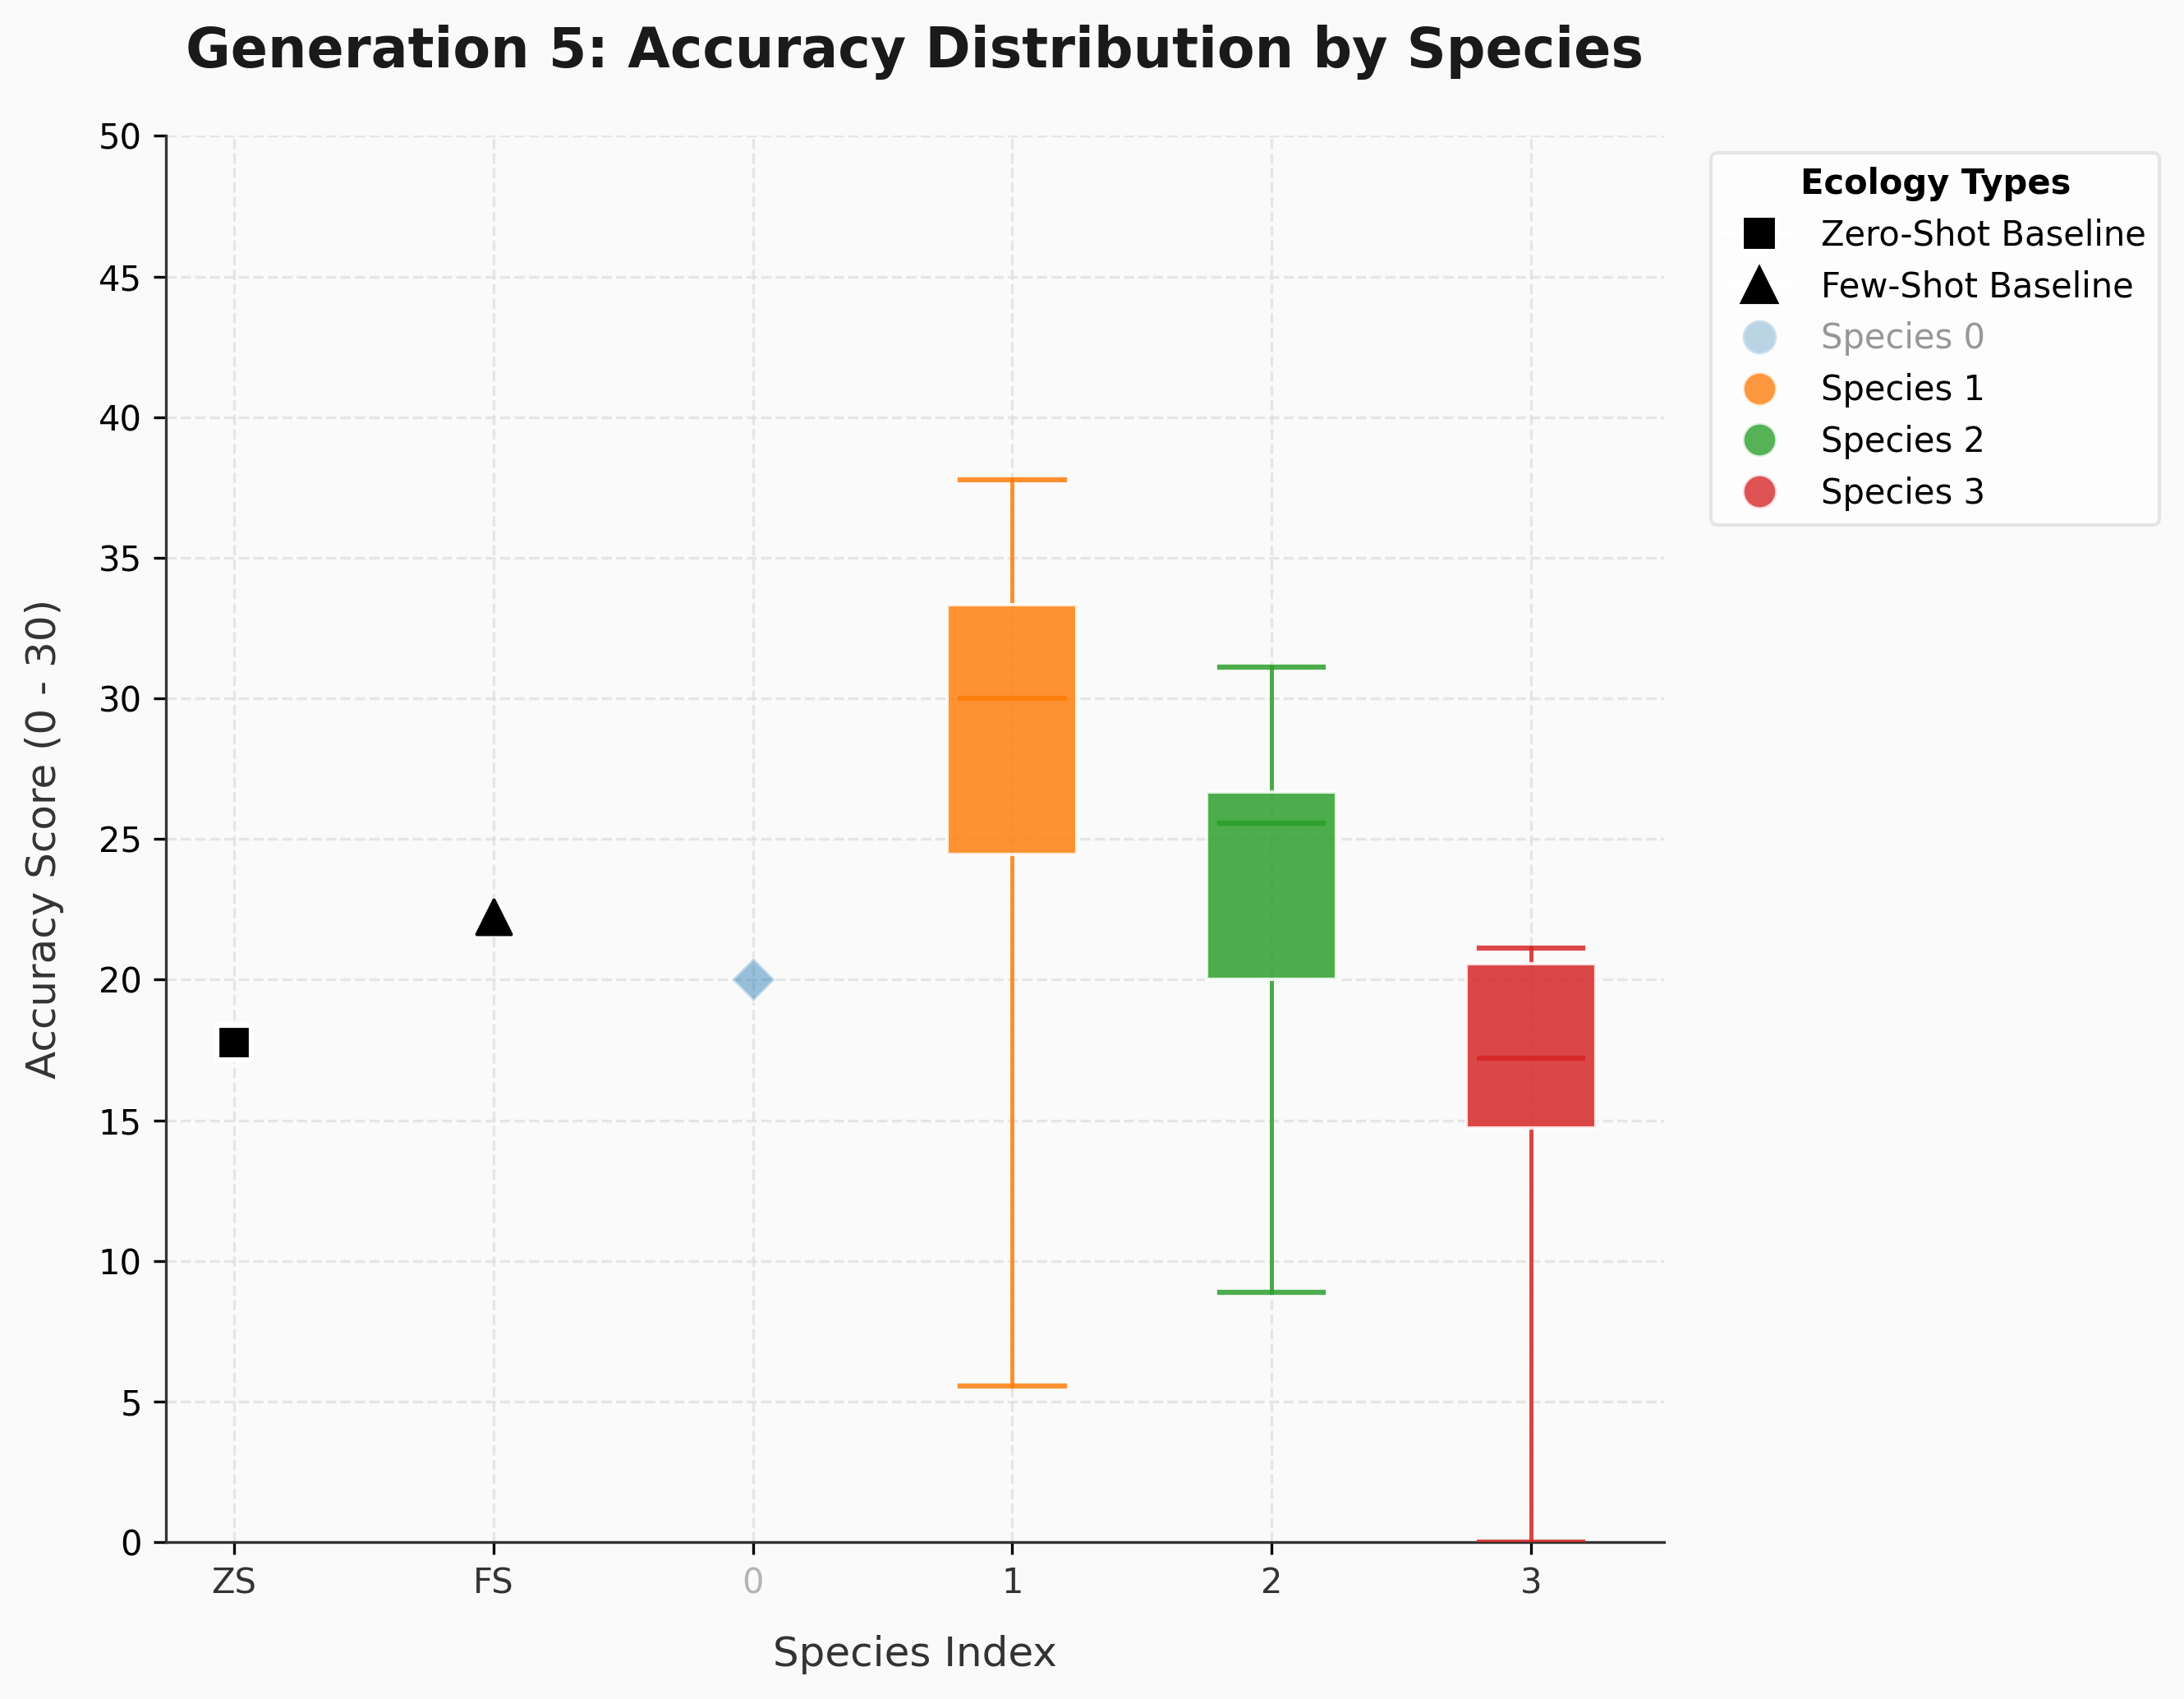 Generation 5: Accuracy Distribution by Species
50
45
40
35
30
25
20
15
10
5
0
Accuracy Score (0 - 30)
ZS
FS
0
1
2
3
Species Index
Ecology Types
Zero-Shot Baseline
Few-Shot Baseline
Species 0
Species 1
Species 2
Species 3